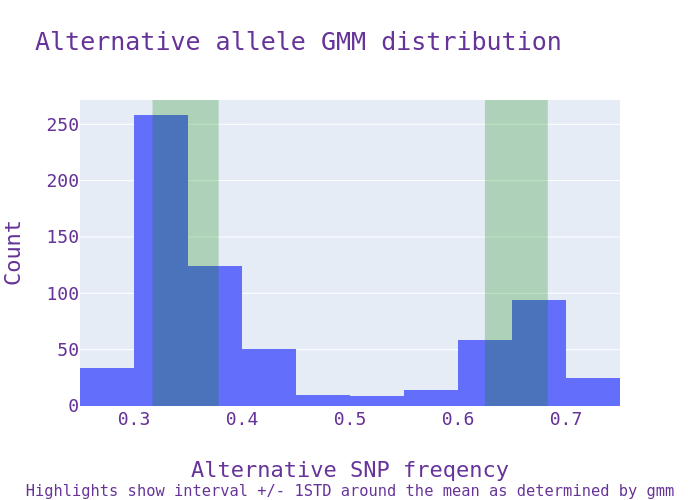 Alternative allele GMM distribution
250
200
150
100
50
0
Count
0.3 0.4 0.5 0.6 0.7
Alternative SNP freqency
Highlights show interval +/- 1STD around the mean as determined by gmm